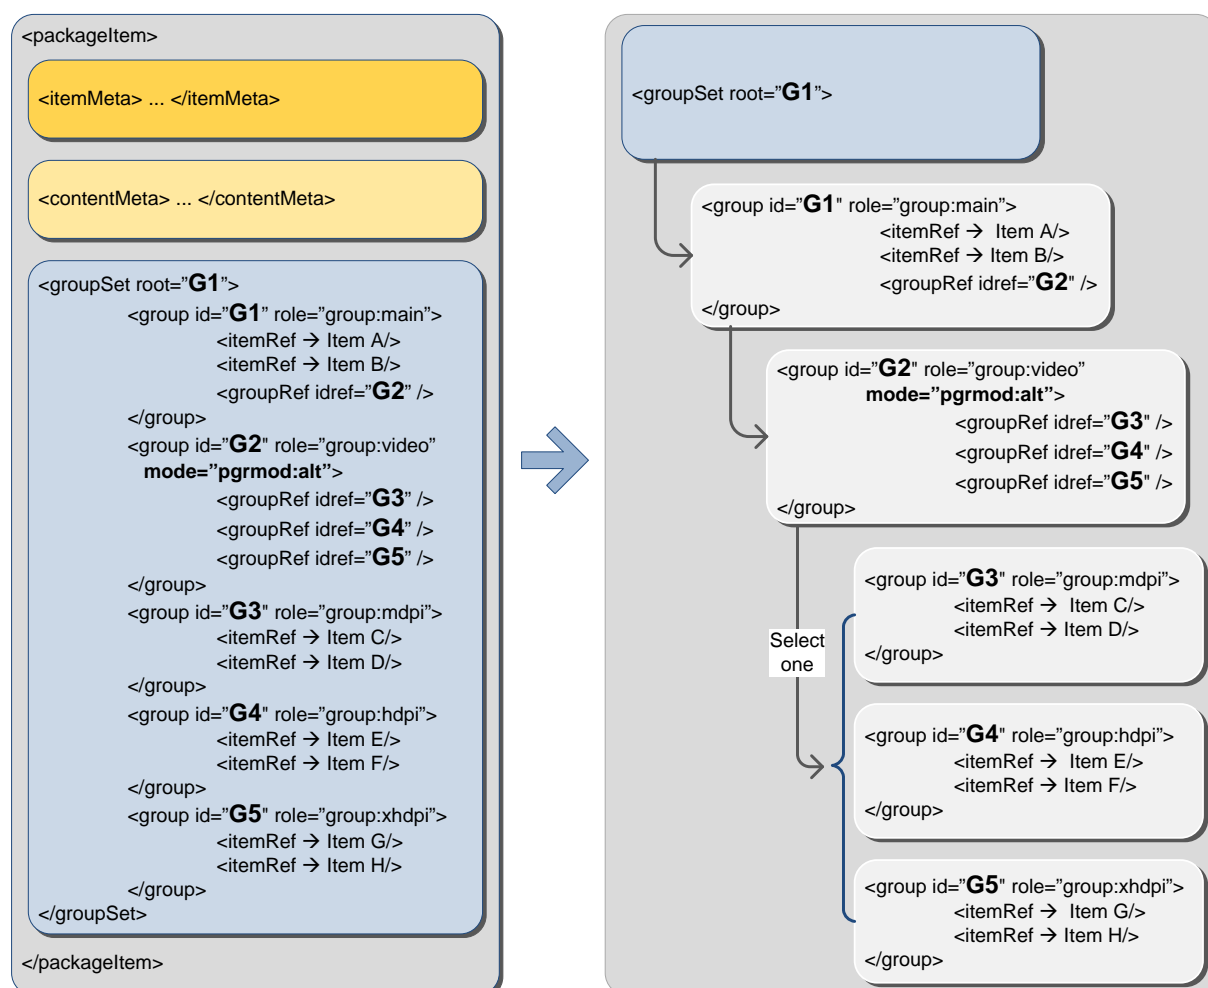 <packageItem>
<itemMeta> ... </itemMeta>
<contentMeta> ... </contentMeta>
<groupSet root=”G1”>
<group id=”G1" role=”group:main”>
<itemRef → Item A/>
<itemRef → Item B/>
<groupRef idref=”G2” />
</group>
<group id=”G2" role=”group:video”
mode=”pgrmod:alt”>
<groupRef idref=”G3” />
<groupRef idref=”G4” />
<groupRef idref=”G5” />
</group>
<group id=”G3" role=”group:mdpi”>
<itemRef → Item C/>
<itemRef → Item D/>
</group>
<group id=”G4" role=”group:hdpi”>
<itemRef → Item E/>
<itemRef → Item F/>
</group>
<group id=”G5" role=”group:xhdpi”>
<itemRef → Item G/>
<itemRef → Item H/>
</group>
</groupSet>
</packageItem>
<groupSet root=”G1”>
<group id=”G1" role=”group:main”>
<itemRef → Item A/>
<itemRef → Item B/>
<groupRef idref=”G2" />
</group>
<group id=”G2" role=”group:video”
mode=”pgrmod:alt”>
<groupRef idref=”G3" />
<groupRef idref=”G4" />
<groupRef idref=”G5" />
</group>
Select
one
<group id=”G3" role=”group:mdpi”>
<itemRef → Item C/>
<itemRef → Item D/>
</group>
<group id=”G4" role=”group:hdpi”>
<itemRef → Item E/>
<itemRef → Item F/>
</group>
<group id=”G5" role=”group:xhdpi”>
<itemRef → Item G/>
<itemRef → Item H/>
</group>